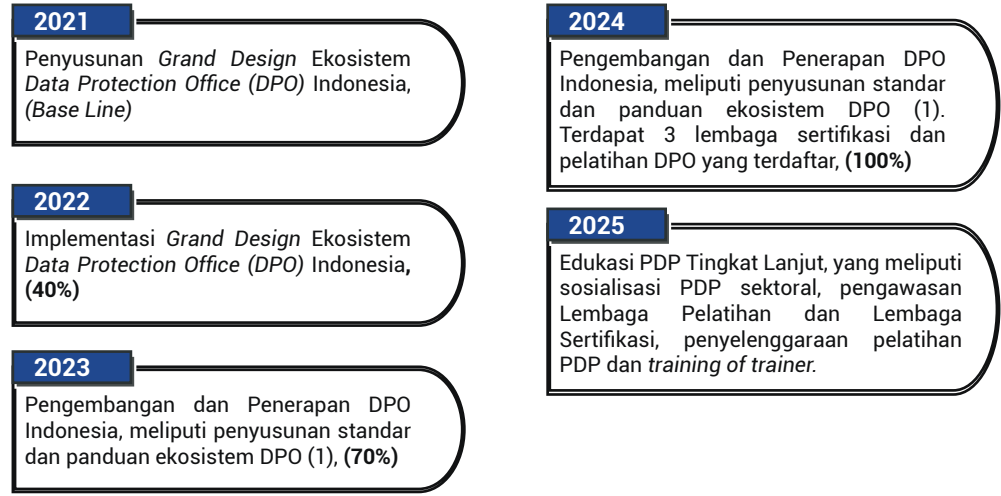 2021
Penyusunan Grand Design Ekosistem
Data Protection Office (DPO) Indonesia,
(Base Line)
2022
Implementasi Grand Design Ekosistem
Data Protection Office (DPO) Indonesia,
(40%)
2023
Pengembangan dan Penerapan DPO
Indonesia, meliputi penyusunan standar
dan panduan ekosistem DPO (1), (70%)
2024
Pengembangan dan Penerapan DPO
Indonesia, meliputi penyusunan standar
dan panduan ekosistem DPO (1).
Terdapat 3 lembaga sertifikasi dan
pelatihan DPO yang terdaftar, (100%)
2025
Edukasi PDP Tingkat Lanjut, yang meliputi
sosialisasi PDP sektoral, pengawasan
Lembaga Pelatihan dan Lembaga
Sertifikasi, penyelenggaraan pelatihan
PDP dan training of trainer.